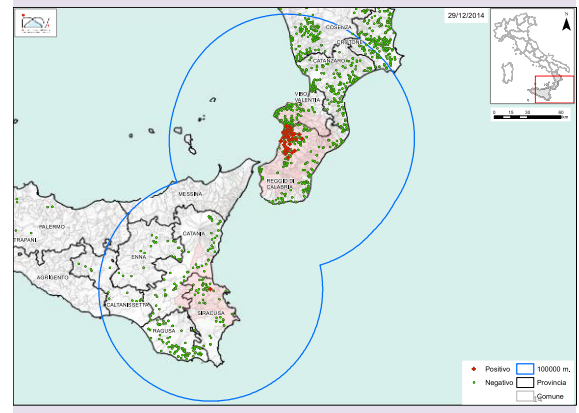 29/12/2014
N
COSENZA
CROTONE
CATANZARO
VIBO
VALENTIA
REGGIO DI
CALABRIA
MESSINA
PALERMO
TRAPANI
CATANIA
ENNA
AGRIGENTO
CALTANISSETTA
SIRACUSA
RAGUSA
0 15 30 60
km
Positivo 100000 m.
Negativo Provincia
Comune